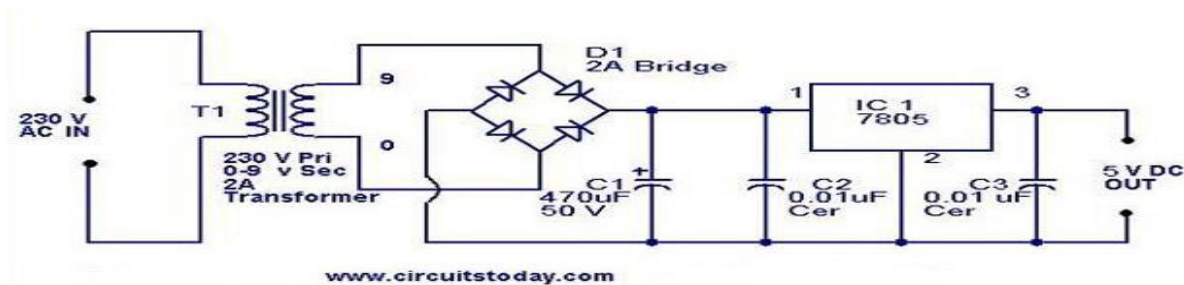 230 V
AC IN
T1
9
0
230 V Pri
0-9 v Sec
2A
Transformer
D1
2A Bridge
C1
470uF
50 V
+
C2
0.01uF
Cer
1
IC 1
7805
2
3
C3
0.01 uF
Cer
5 V DC
OUT
www.circuitstoday.com